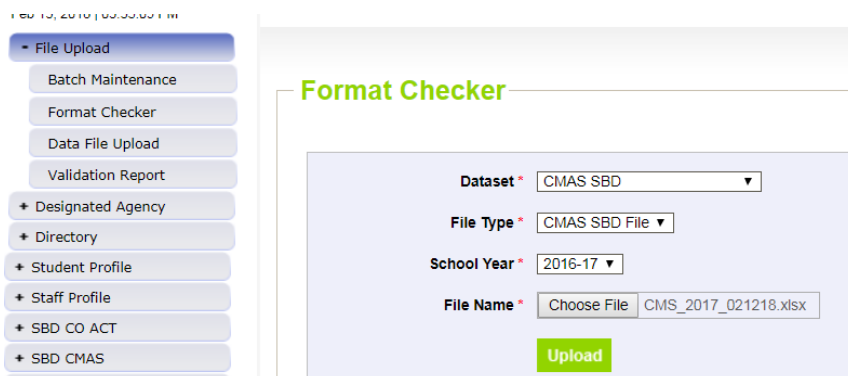 - File Upload
Batch Maintenance
Format Checker
Data File Upload
Validation Report
+ Designated Agency
+ Directory
+ Student Profile
+ Staff Profile
+ SBD CO ACT
+ SBD CMAS
Format Checker
Dataset * CMAS SBD
File Type * CMAS SBD File
School Year * 2016-17
File Name * Choose File CMS_2017_021218.xlsx
Upload